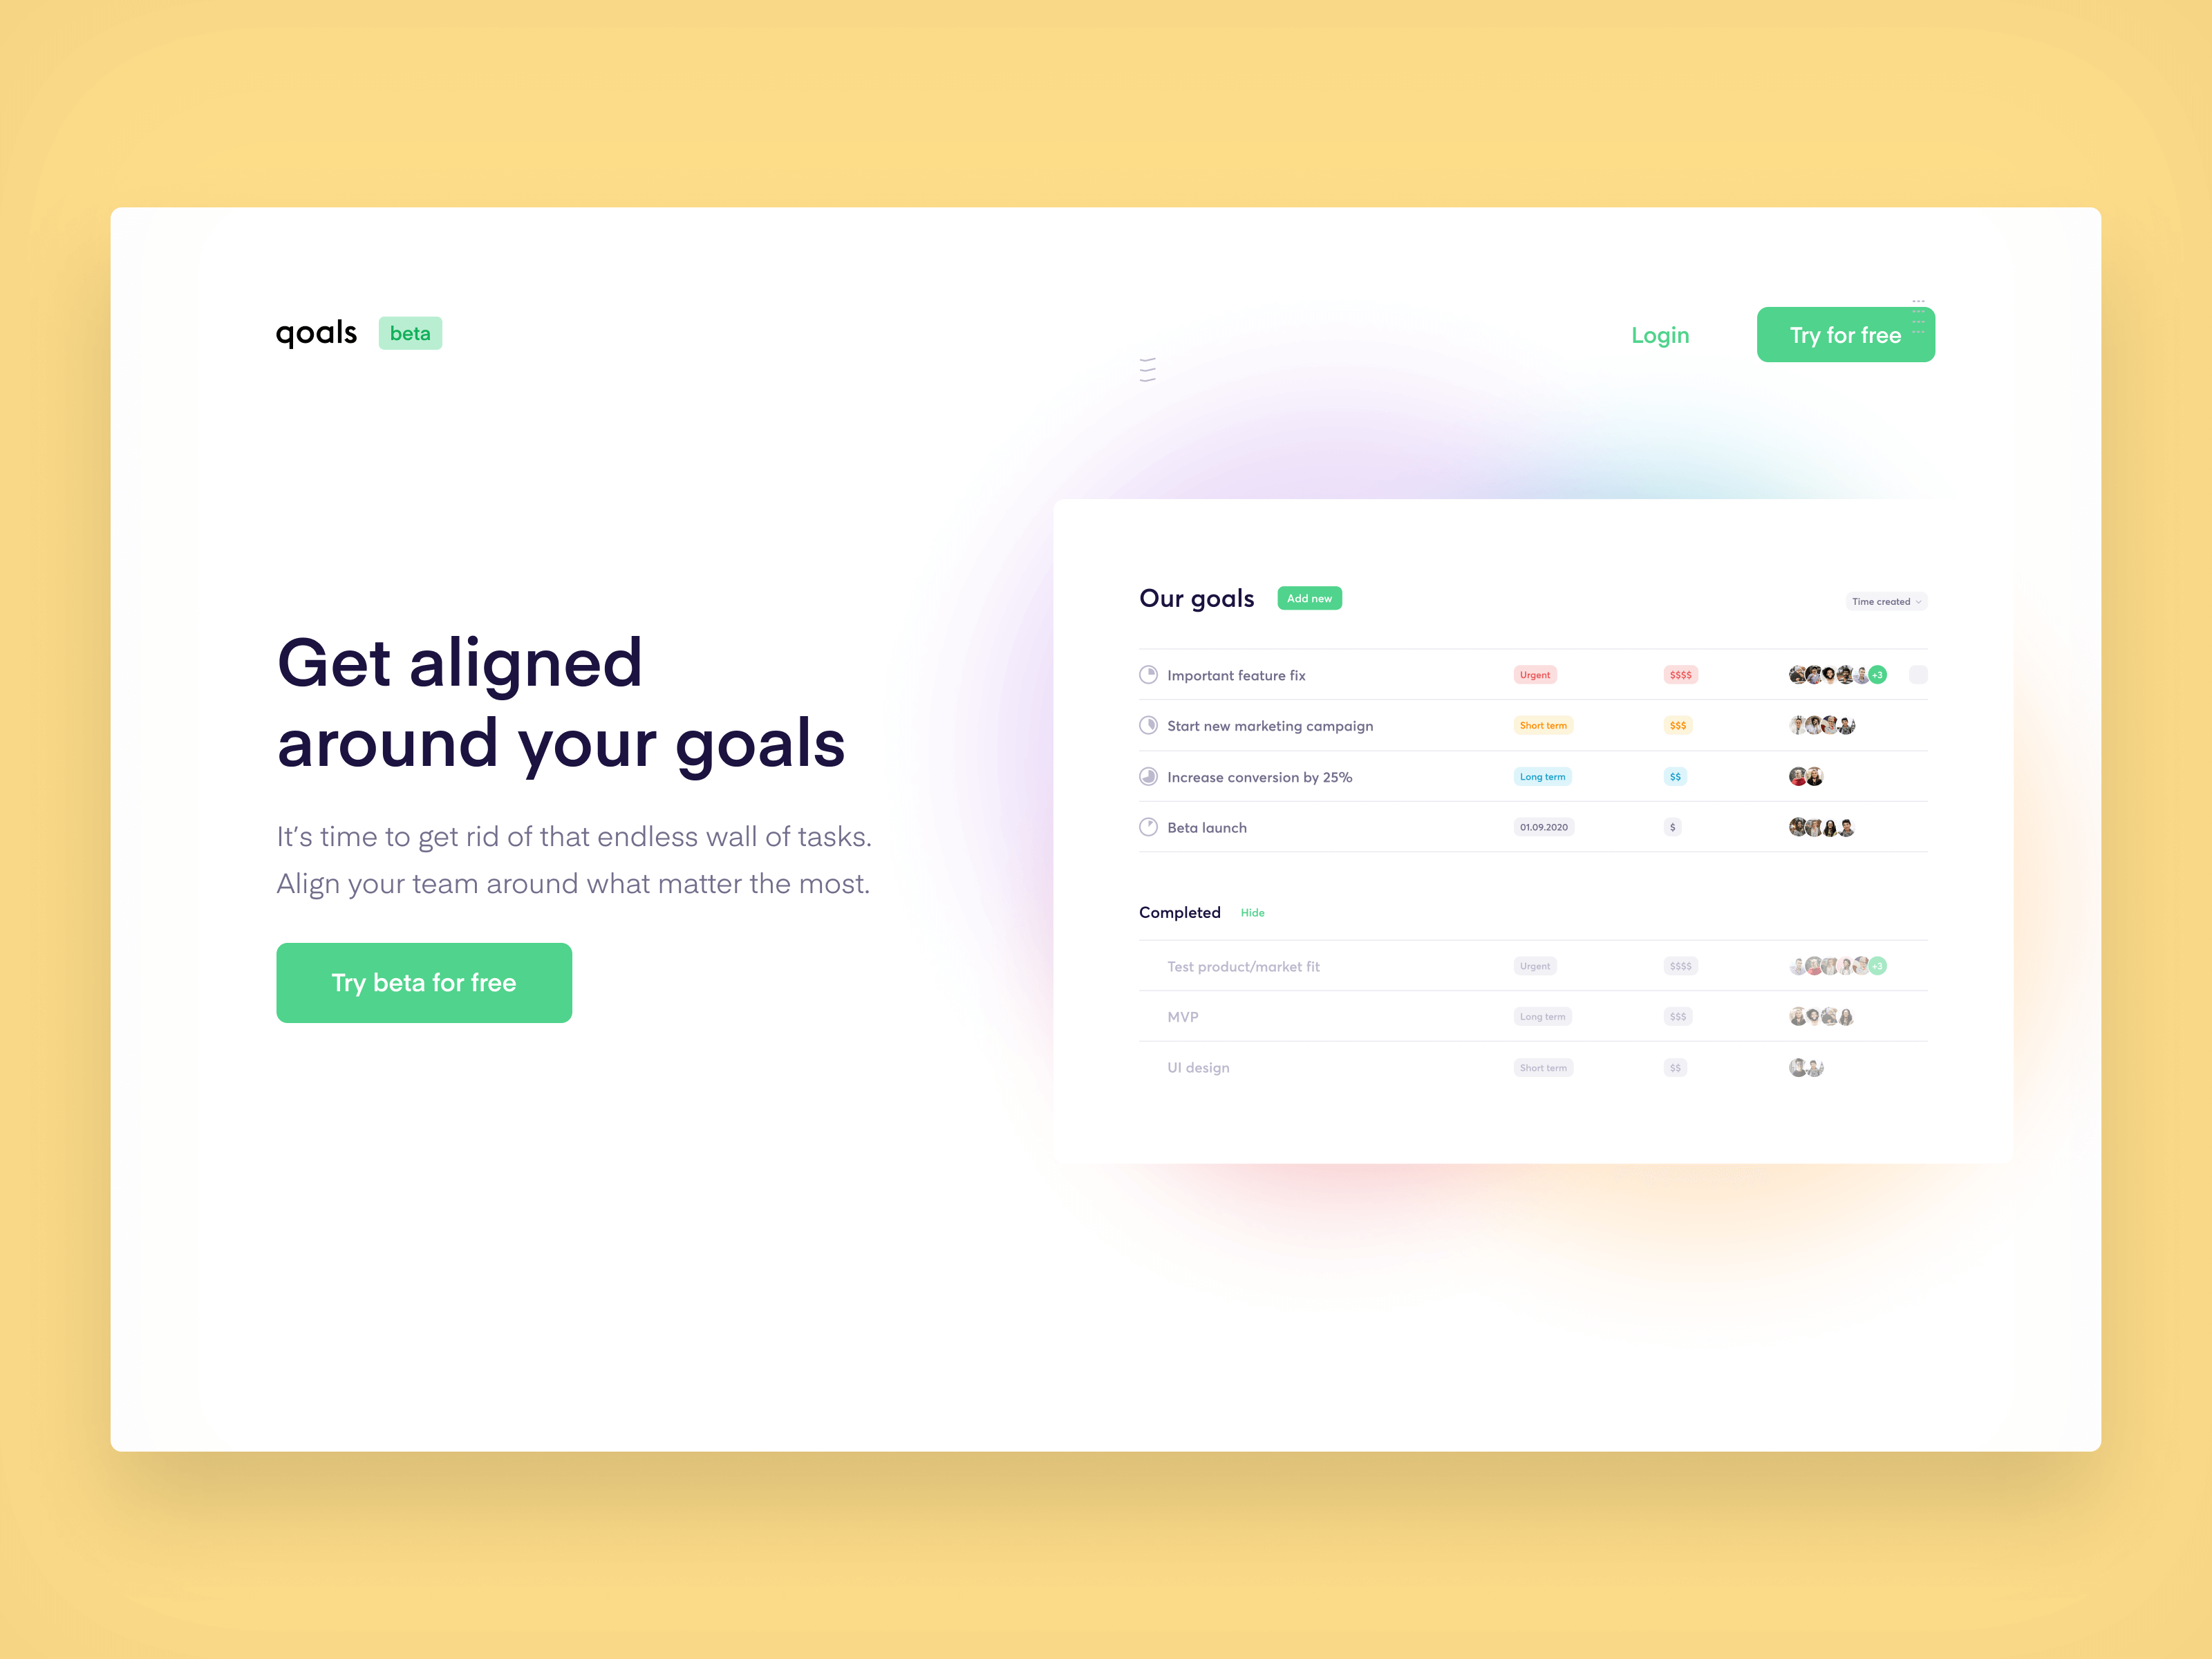 qoals beta
Login
Try for free
Get aligned
around your goals
It's time to get rid of that endless wall of tasks.
Align your team around what matter the most.
Try beta for free
Our goals Add new
Time created
Important feature fix Urgent $$$$ +3
Start new marketing campaign Short term $$$
Increase conversion by 25% Long term $$
Beta launch 01.09.2020 $
Completed Hide
Test product/market fit Urgent $$$$ +3
MVP Long term $$$
UI design Short term $$